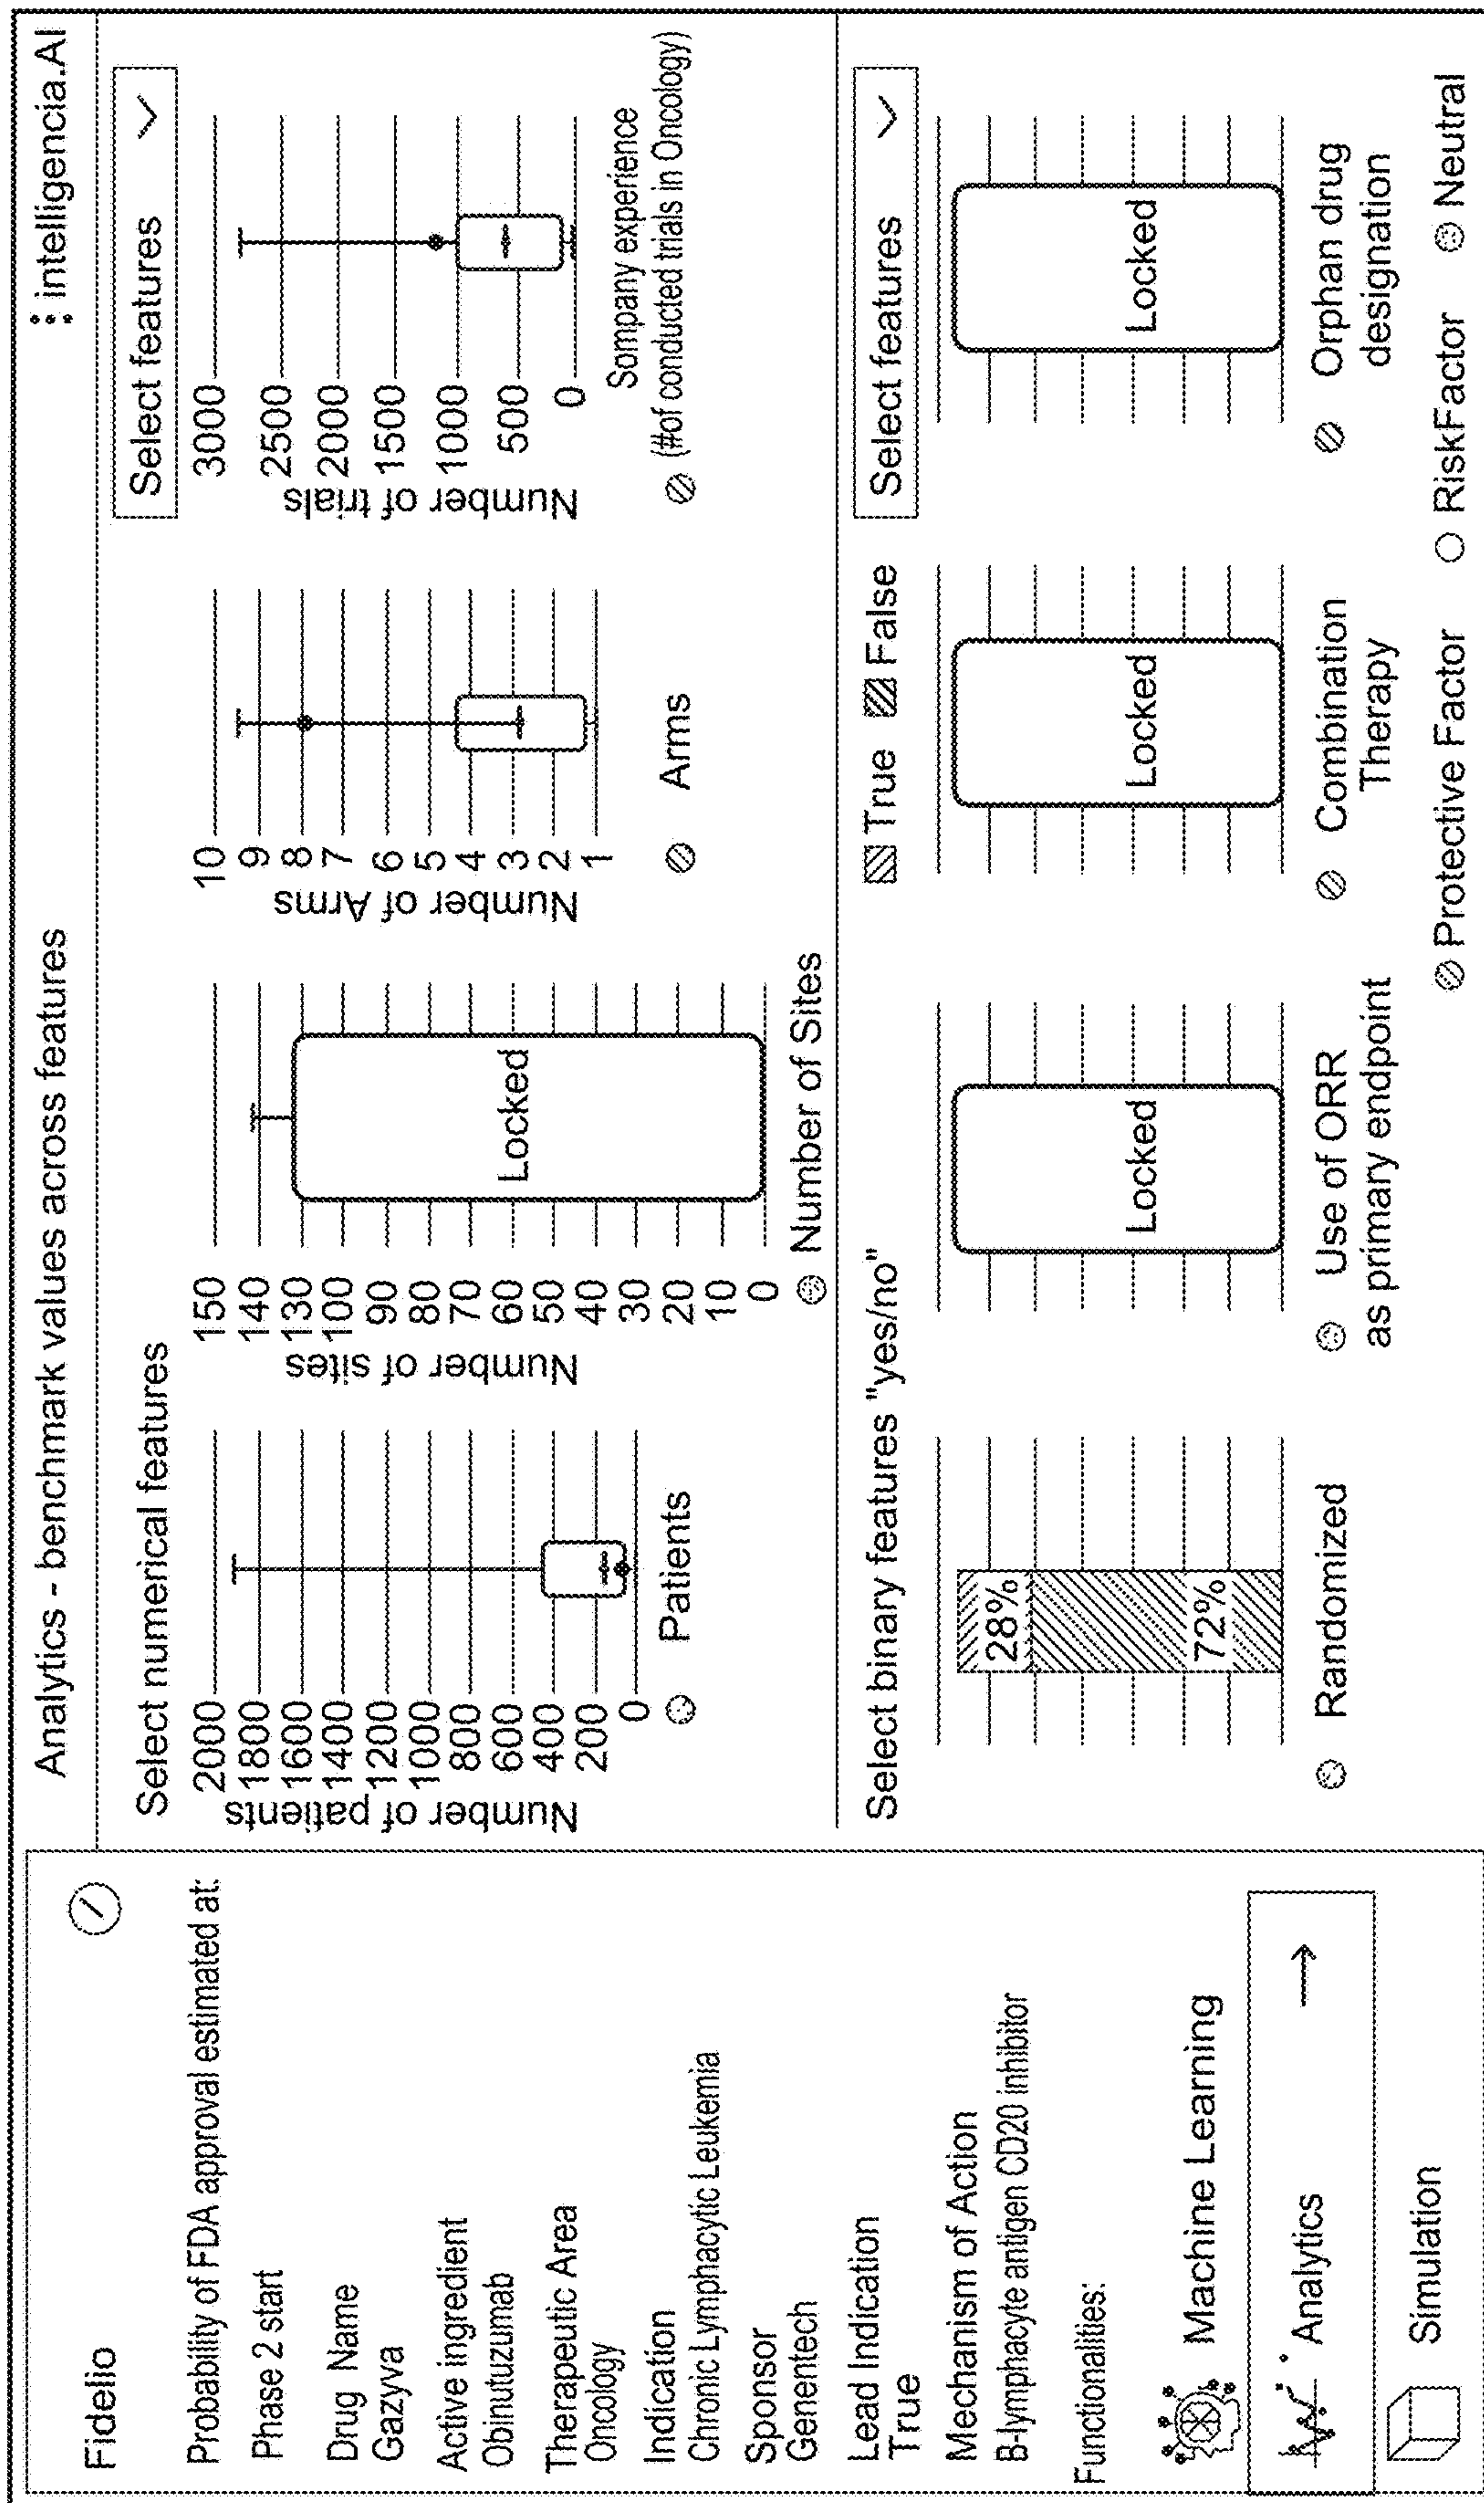 Fidelio
Probability of FDA approval estimated at:
Phase 2 start
Drug Name
Gazyva
Active ingredient
Obinutuzumab
Therapeutic Area
Oncology
Indication
Chronic Lymphacytic Leukemia
Sponsor
Genentech
Lead Indication
True
Mechanism of Action
B-lymphacyte antigen CD20 inhibitor
Functionalities:
Machine Learning
Analytics
Simulation
Analytics - benchmark values across features
intelligencia.AI
Select numerical features
Select features
Number of patients
2000
1800
1600
1400
1200
1000
800
600
400
200
0
Patients
Number of sites
150
140
130
100
90
80
70
60
50
40
30
20
10
0
Locked
Number of Sites
Number of Arms
10
9
8
7
6
5
4
3
2
1
Arms
Number of trials
3000
2500
2000
1500
1000
500
0
Sompany experience
(#of conducted trials in Oncology)
Select binary features "yes/no"
True False
Select features
28%
72%
Randomized
Locked
Use of ORR
as primary endpoint
Locked
Combination
Therapy
Locked
Orphan drug
designation
Protective Factor RiskFactor Neutral